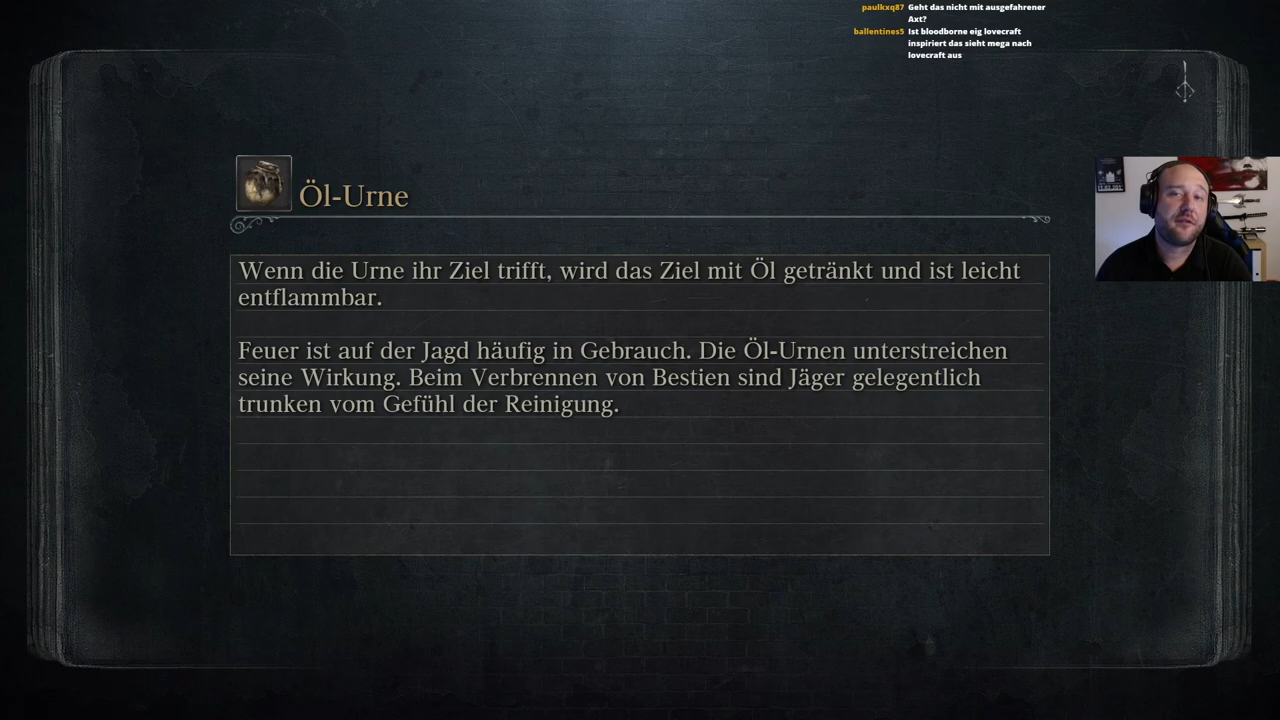 paulkxq87 Geht das nicht mit ausgefahrener
Axt?
ballentines5 Ist bloodborne eig lovecraft
inspiriert das sieht mega nach
lovecraft aus
Öl-Urne
Wenn die Urne ihr Ziel trifft, wird das Ziel mit Öl getränkt und ist leicht
entflammbar.
Feuer ist auf der Jagd häufig in Gebrauch. Die Öl-Urnen unterstreichen
seine Wirkung. Beim Verbrennen von Bestien sind Jäger gelegentlich
trunken vom Gefühl der Reinigung.